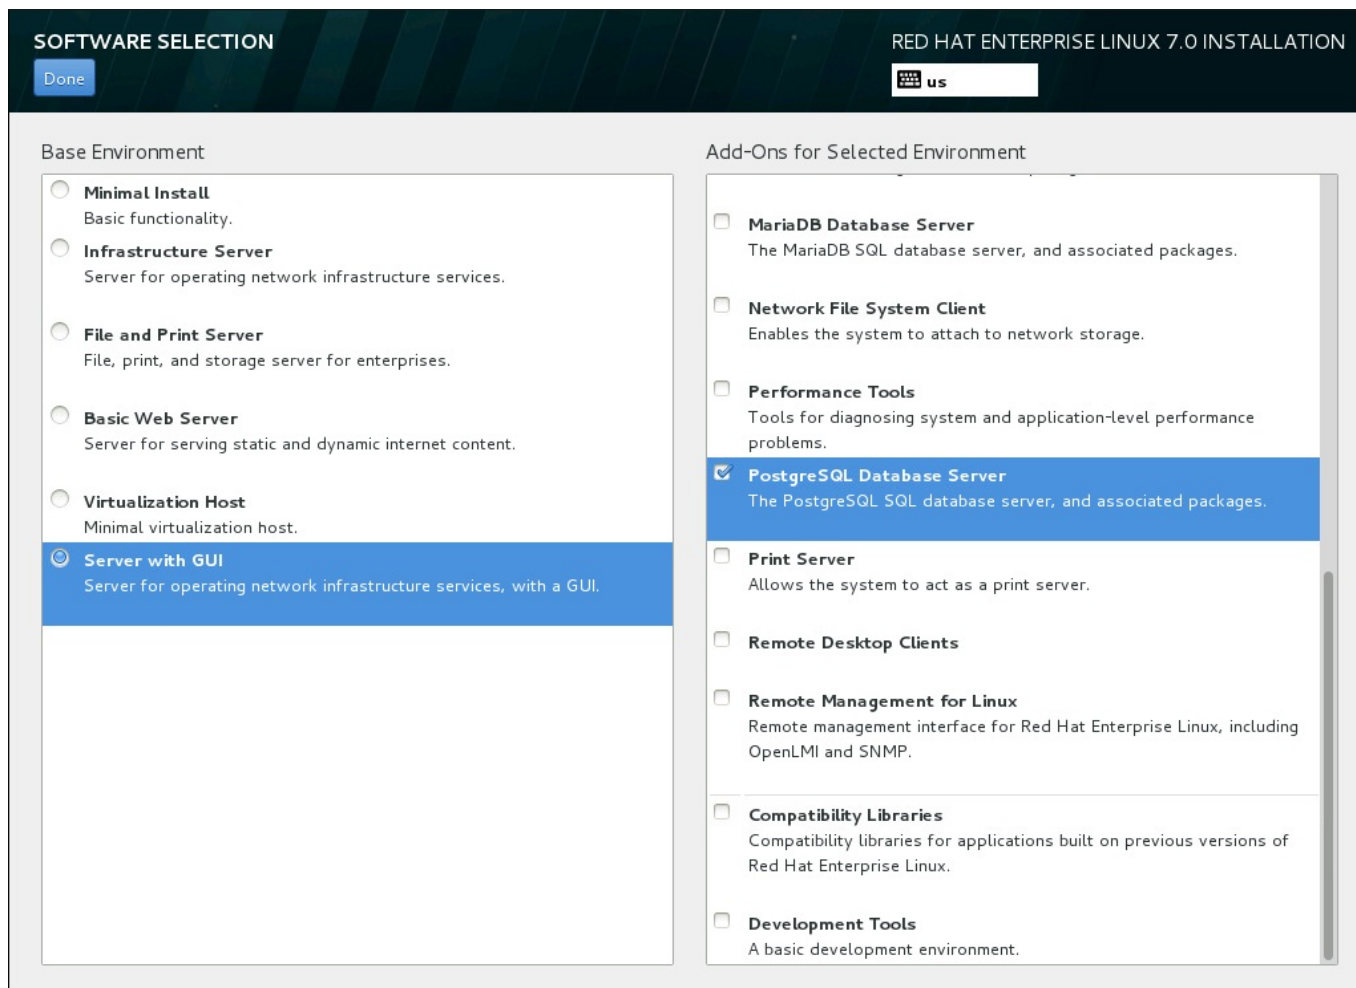 SOFTWARE SELECTION
RED HAT ENTERPRISE LINUX 7.0 INSTALLATION
Done
us
Base Environment
Minimal Install
Basic functionality.
Infrastructure Server
Server for operating network infrastructure services.
File and Print Server
File, print, and storage server for enterprises.
Basic Web Server
Server for serving static and dynamic internet content.
Virtualization Host
Minimal virtualization host.
Server with GUI
Server for operating network infrastructure services, with a GUI.
Add-Ons for Selected Environment
MariaDB Database Server
The MariaDB SQL database server, and associated packages.
Network File System Client
Enables the system to attach to network storage.
Performance Tools
Tools for diagnosing system and application-level performance
problems.
PostgreSQL Database Server
The PostgreSQL SQL database server, and associated packages.
Print Server
Allows the system to act as a print server.
Remote Desktop Clients
Remote Management for Linux
Remote management interface for Red Hat Enterprise Linux, including
OpenLMI and SNMP.
Compatibility Libraries
Compatibility libraries for applications built on previous versions of
Red Hat Enterprise Linux.
Development Tools
A basic development environment.